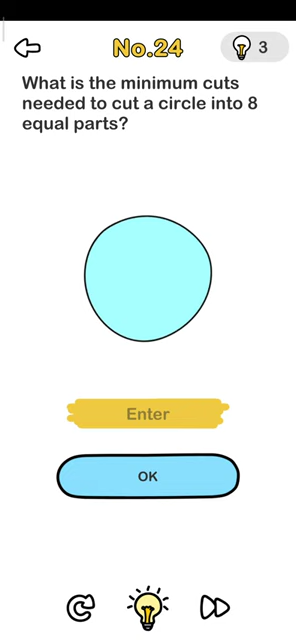 No.24
3
What is the minimum cuts
needed to cut a circle into 8
equal parts?
Enter
OK